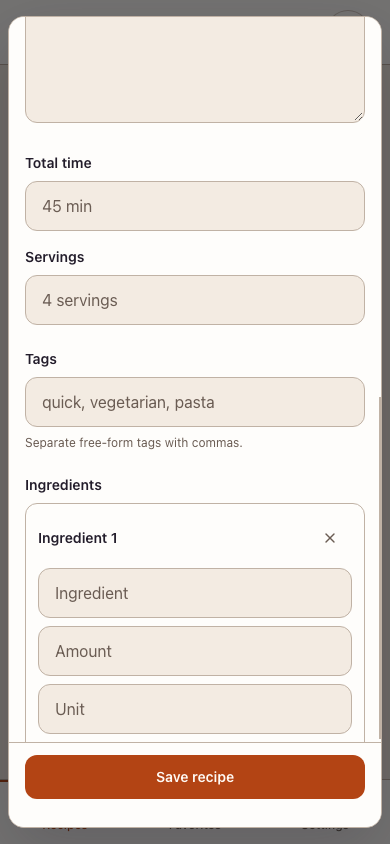 Total time
45 min
Servings
4 servings
Tags
quick, vegetarian, pasta
Separate free-form tags with commas.
Ingredients
Ingredient 1
Ingredient
Amount
Unit
Save recipe